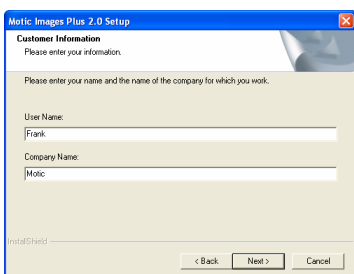 Motic Images Plus 2.0 Setup
Customer Information
Please enter your information.
Please enter your name and the name of the company for which you work.
User Name:
Frank
Company Name:
Motic
InstallShield
< Back Next > Cancel